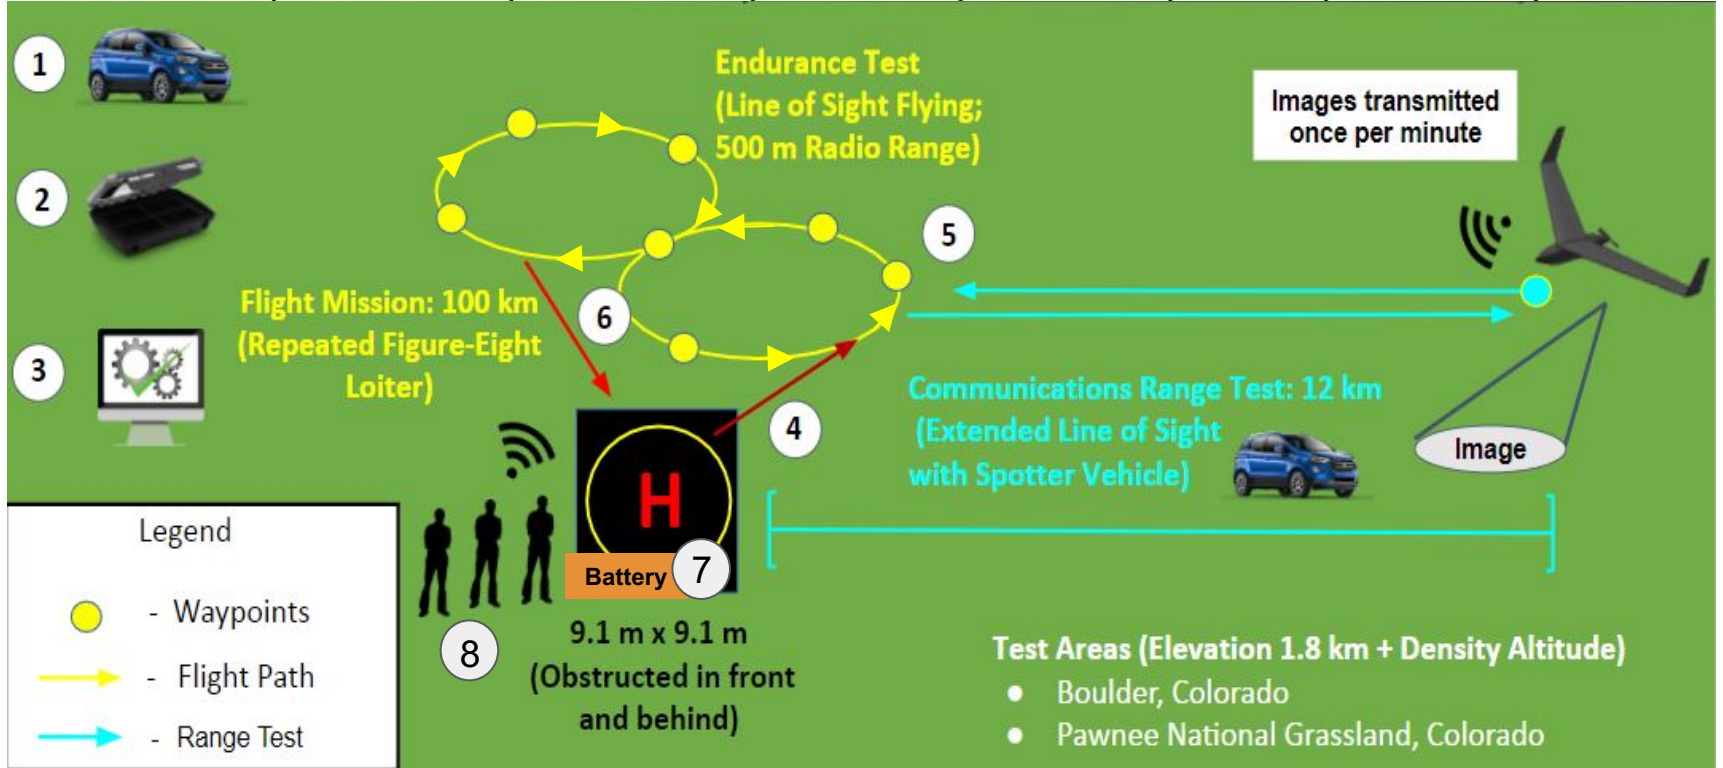 1
2
3
Endurance Test
(Line of Sight Flying;
500 m Radio Range)
Images transmitted
once per minute
5
Flight Mission: 100 km
(Repeated Figure-Eight
Loiter)
6
4
Communications Range Test: 12 km
(Extended Line of Sight
with Spotter Vehicle)
Image
H
Battery
7
8
9.1 m x 9.1 m
(Obstructed in front
and behind)
Legend
- Waypoints
- Flight Path
- Range Test
Test Areas (Elevation 1.8 km + Density Altitude)
● Boulder, Colorado
● Pawnee National Grassland, Colorado